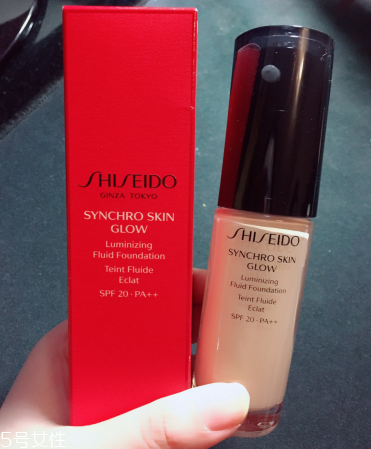 SHISEIDO
GINZA TOKYO
SYNCHRO SKIN
GLOW
Luminizing
Fluid Foundation
Teint Fluide
Eclat
SPF 20 · PA++
SHISEIDO
SYNCHRO SKIN
GLOW
Luminizing
Fluid Foundation
Teint Fluide
Eclat
SPF 20 · PA++
5号女性